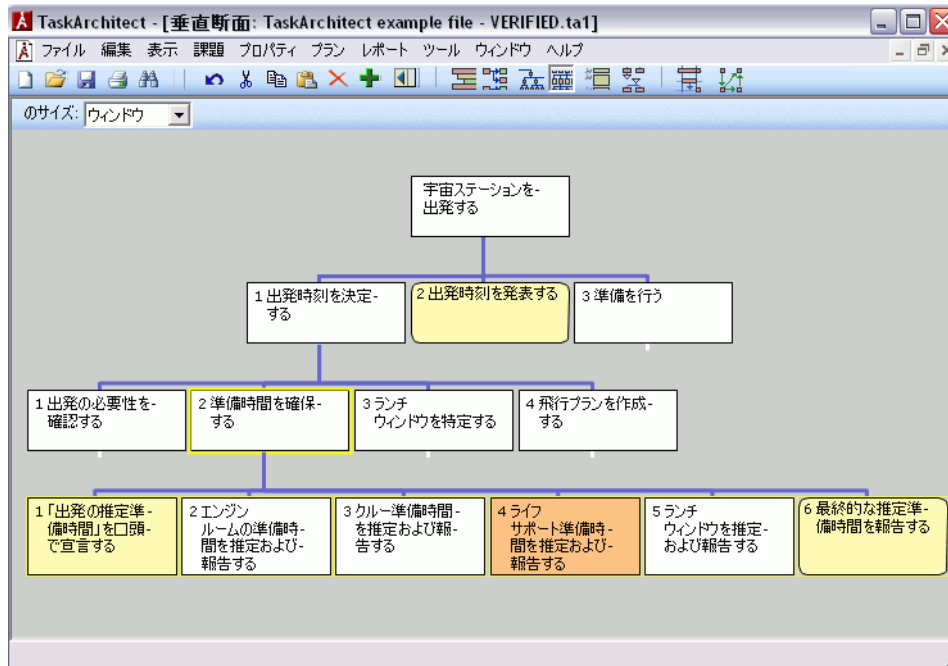 TaskArchitect - [垂直断面: TaskArchitect example file - VERIFIED.ta1]
ファイル 編集 表示 課題 プロパティ プラン レポート ツール ウィンドウ ヘルプ
のサイズ: ウィンドウ
宇宙ステーションを-
出発する
1 出発時刻を決定-
する
2 出発時刻を発表する
3 準備を行う
1 出発の必要性を-
確認する
2 準備時間を確保-
する
3 ランチ
ウィンドウを特定する
4 飛行プランを作成-
する
1 「出発の推定準-
備時間」を口頭-
で宣言する
2 エンジン
ルームの準備時-
間を推定および-
報告する
3 クルー準備時間-
を推定および報-
告する
4 ライフ
サポート準備時-
間を推定および-
報告する
5 ランチ
ウィンドウを推定-
および報告する
6 最終的な推定準-
備時間を報告する